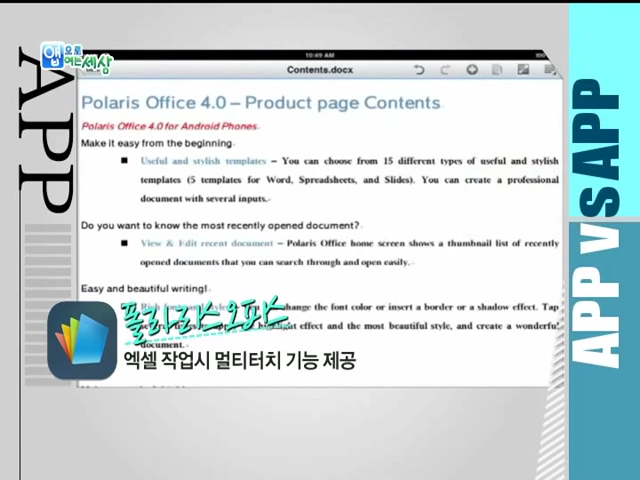 앱으로
여는세상
APP
10:49 AM
Contents.docx
Polaris Office 4.0 – Product page Contents
Polaris Office 4.0 for Android Phones
Make it easy from the beginning
■ Useful and stylish templates – You can choose from 15 different types of useful and stylish
templates (5 templates for Word, Spreadsheets, and Slides). You can create a professional
document with several inputs.
Do you want to know the most recently opened document?
■ View & Edit recent document – Polaris Office home screen shows a thumbnail list of recently
opened documents that you can search through and open easily.
Easy and beautiful writing!
change the font color or insert a border or a shadow effect. Tap
effect and the most beautiful style, and create a wonderful
document.
폴라리스오피스
엑셀 작업시 멀티터치 기능 제공
APP vs APP